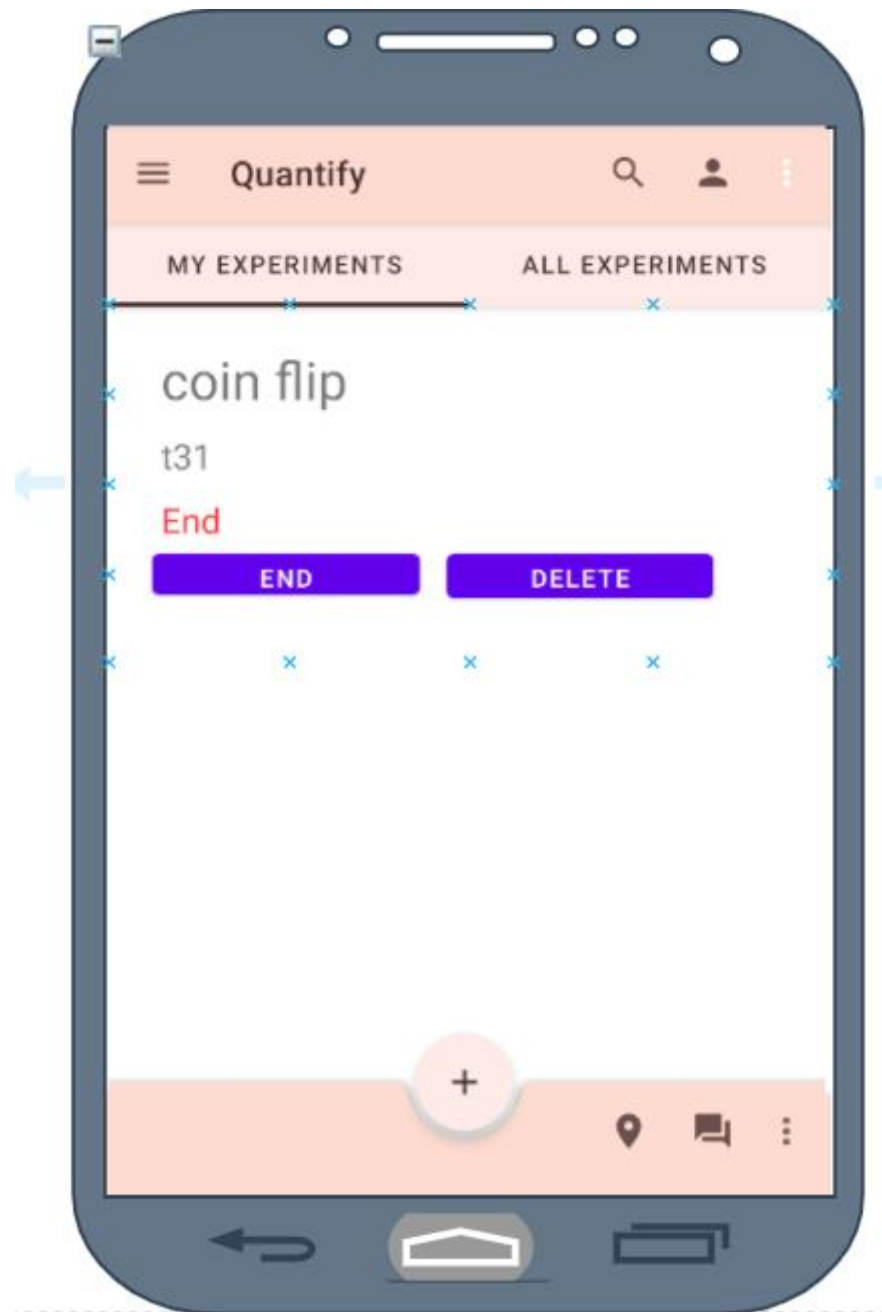 Quantify
MY EXPERIMENTS ALL EXPERIMENTS
coin flip
t31
End
END DELETE